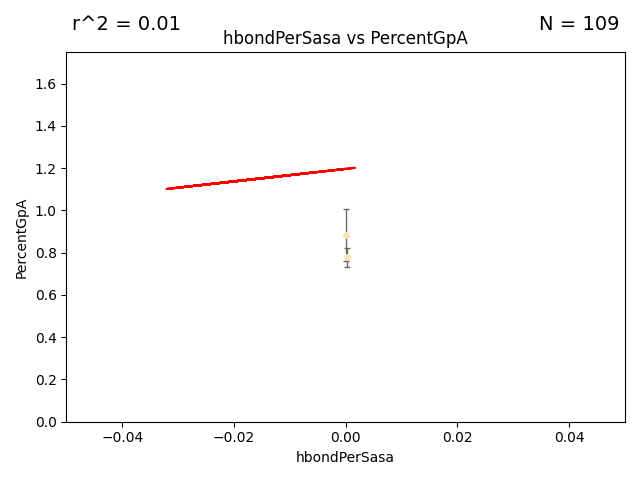 r^2 = 0.01
N = 109
hbondPerSasa vs PercentGpA
PercentGpA
1.6
1.4
1.2
1.0
0.8
0.6
0.4
0.2
0.0
−0.04
−0.02
0.00
0.02
0.04
hbondPerSasa